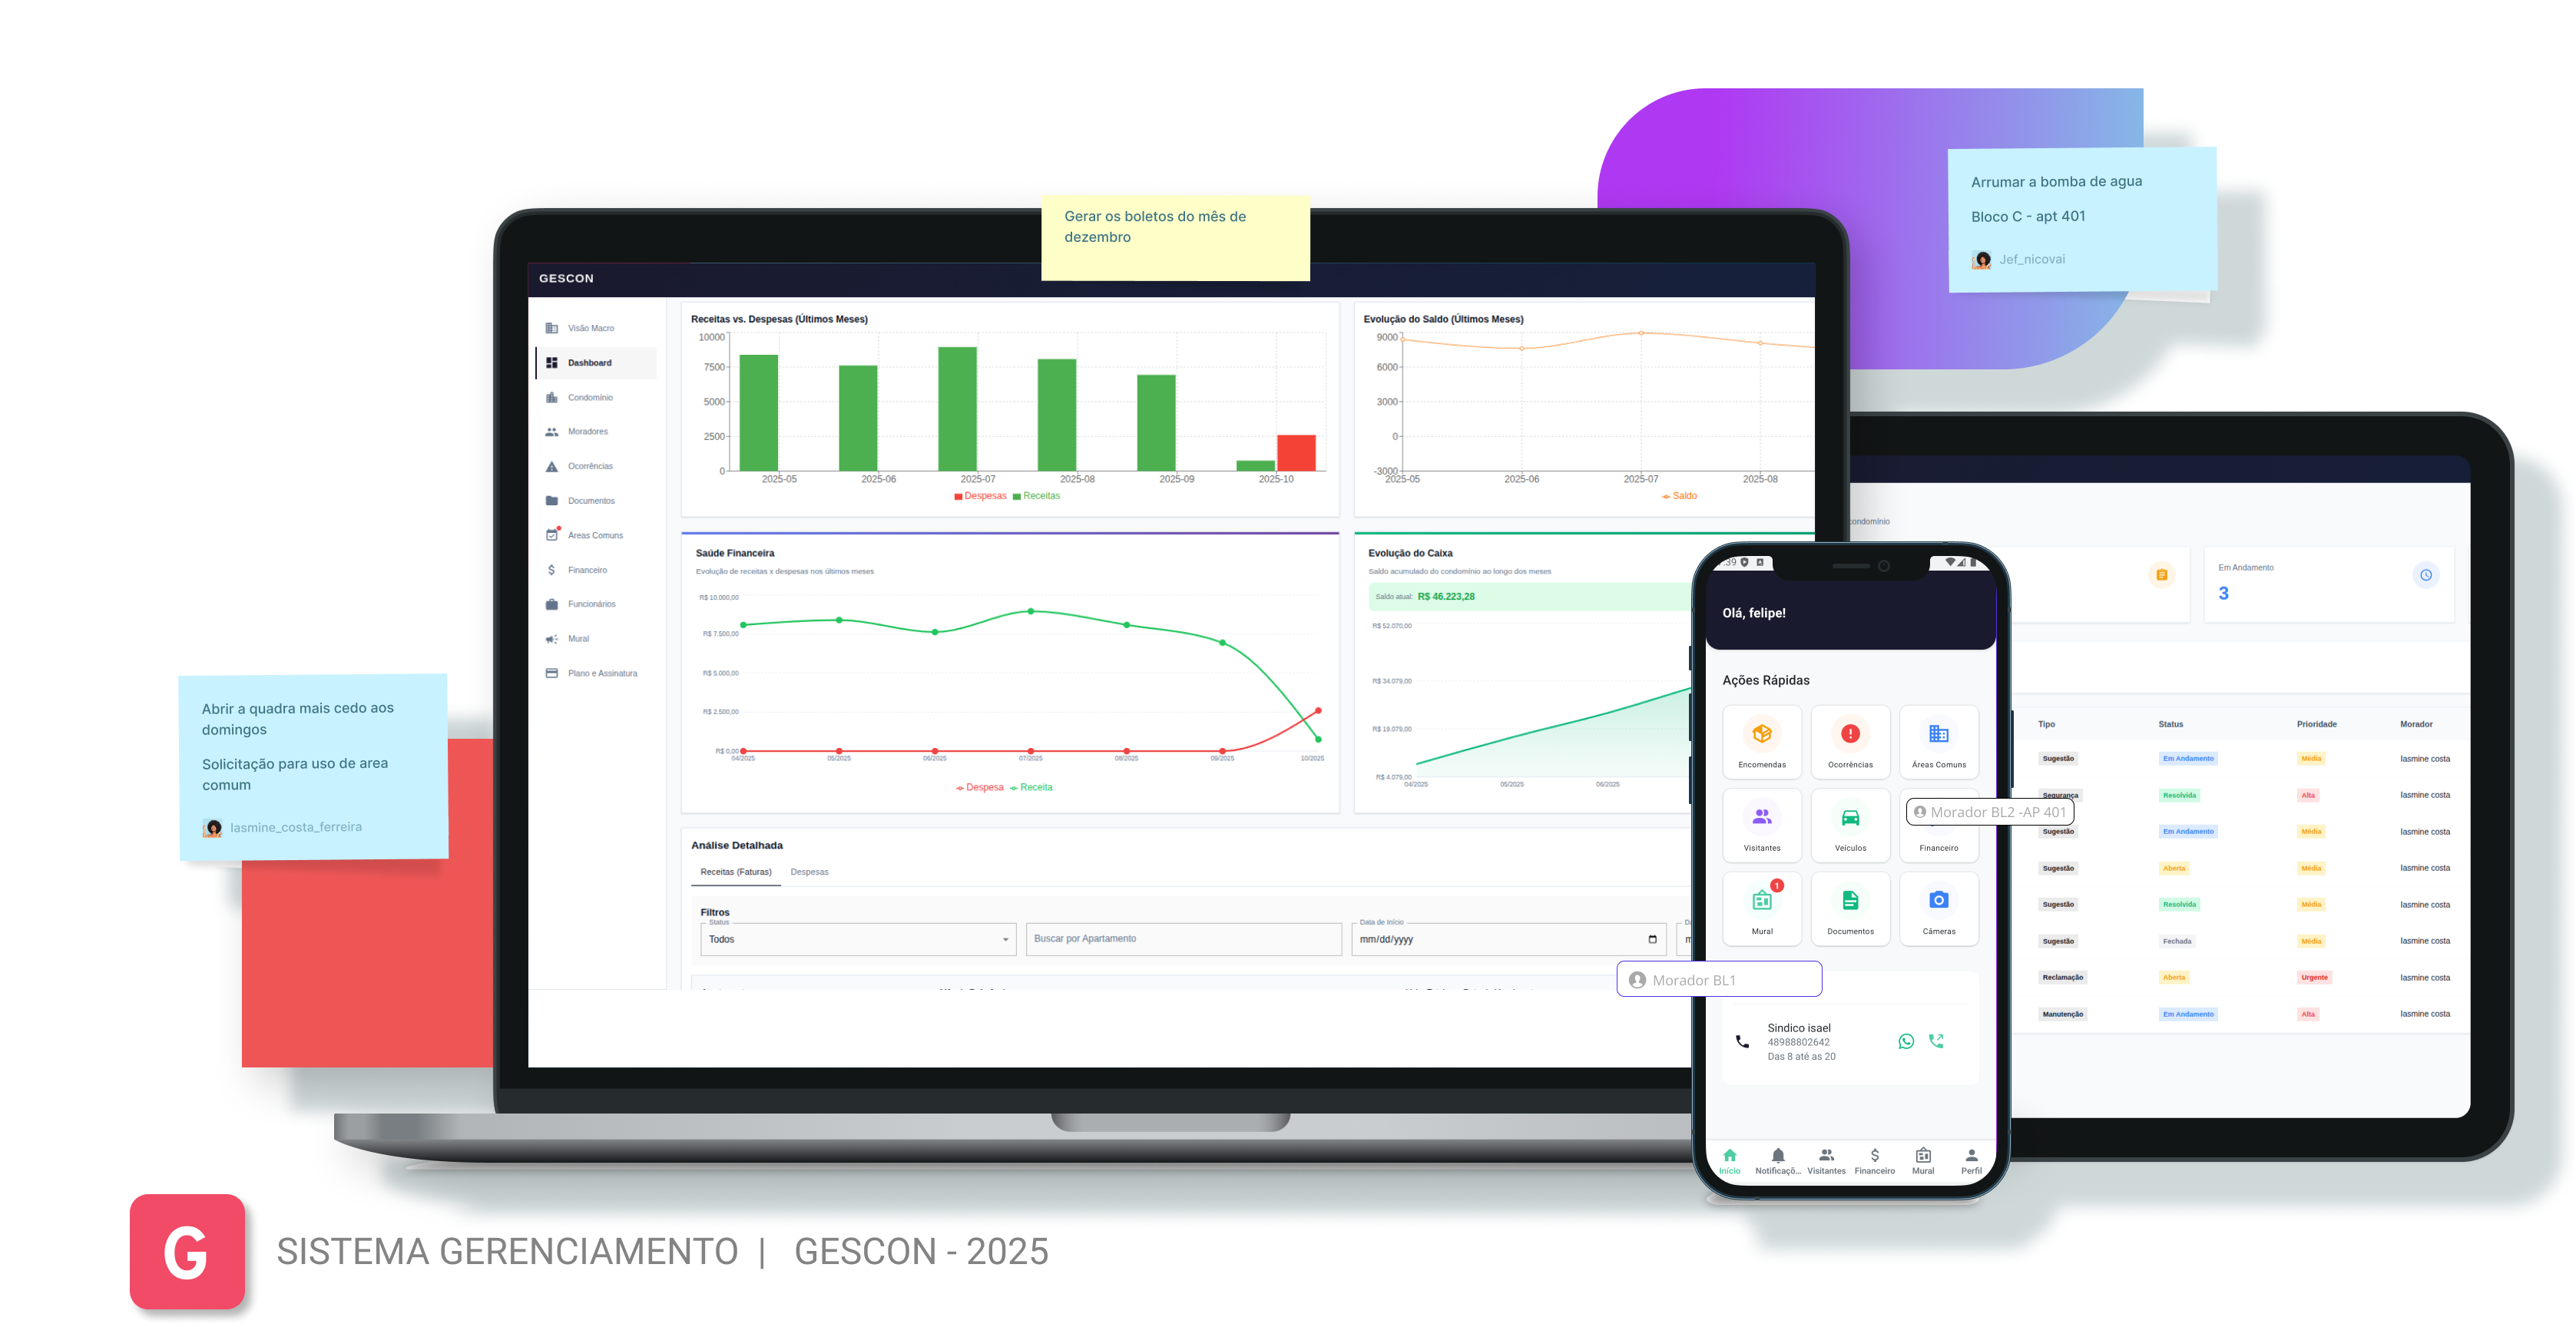 Arrumar a bomba de agua
Bloco C - apt 401
Jef_nicovai
Gerar os boletos do mês de
dezembro
GESCON
Visão Macro
Dashboard
Condomínio
Moradores
Ocorrências
Documentos
Áreas Comuns
Financeiro
Funcionários
Mural
Plano e Assinatura
Receitas vs. Despesas (Últimos Meses)
10000
7500
5000
2500
0
2025-05 2025-06 2025-07 2025-08 2025-09 2025-10
Despesas Receitas
Evolução do Saldo (Últimos Meses)
9000
6000
3000
0
-3000
2025-05 2025-06 2025-07 2025-08
Saldo
Saúde Financeira
Evolução de receitas x despesas nos últimos meses
R$ 10.000,00
R$ 7.500,00
R$ 5.000,00
R$ 2.500,00
R$ 0,00
04/2025 05/2025 06/2025 07/2025 08/2025 09/2025 10/2025
Despesa Receita
Evolução do Caixa
Saldo acumulado do condomínio ao longo dos meses
Saldo atual: R$ 46.223,28
R$ 52.070,00
R$ 34.079,00
R$ 19.079,00
R$ 4.079,00
04/2025 05/2025 06/2025
Análise Detalhada
Receitas (Faturas) Despesas
Filtros
Status
Todos
Buscar por Apartamento
Data de Início
mm/dd/yyyy
Abrir a quadra mais cedo aos
domingos
Solicitação para uso de area
comum
Iasmine_costa_ferreira
:39
Olá, felipe!
Ações Rápidas
Encomendas Ocorrências Áreas Comuns
Visitantes Veículos Financeiro
Morador BL2 -AP 401
1
Mural Documentos Câmeras
Morador BL1
Sindico isael
48988802642
Das 8 até as 20
Início Notificaçõ... Visitantes Financeiro Mural Perfil
condomínio
Em Andamento
3
Tipo Status Prioridade Morador
Sugestão Em Andamento Média Iasmine costa
Segurança Resolvida Alta Iasmine costa
Sugestão Em Andamento Média Iasmine costa
Sugestão Aberta Média Iasmine costa
Sugestão Resolvida Média Iasmine costa
Sugestão Fechada Média Iasmine costa
Reclamação Aberta Urgente Iasmine costa
Manutenção Em Andamento Alta Iasmine costa
G
SISTEMA GERENCIAMENTO | GESCON - 2025